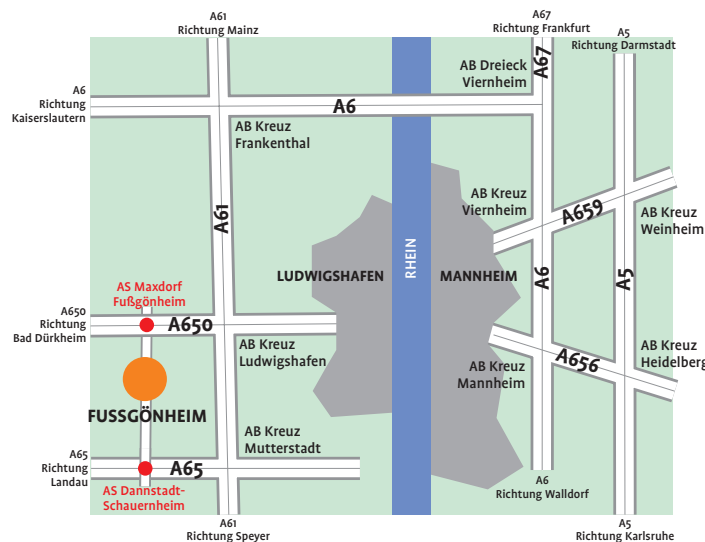 A61
Richtung Mainz
A67
Richtung Frankfurt
A5
Richtung Darmstadt
AB Dreieck
Viernheim
A67
A6
Richtung
Kaiserslautern
A6
AB Kreuz
Frankenthal
AB Kreuz
Viernheim
A659
AB Kreuz
Weinheim
A61
RHEIN
LUDWIGSHAFEN
MANNHEIM
A6
A5
AS Maxdorf
Fußgönheim
A650
Richtung
Bad Dürkheim
A650
AB Kreuz
Ludwigshafen
AB Kreuz
Mannheim
A656
AB Kreuz
Heidelberg
FUSSGÖNHEIM
AB Kreuz
Mutterstadt
A65
Richtung
Landau
A65
AS Dannstadt-
Schauernheim
A6
Richtung Walldorf
A61
Richtung Speyer
A5
Richtung Karlsruhe